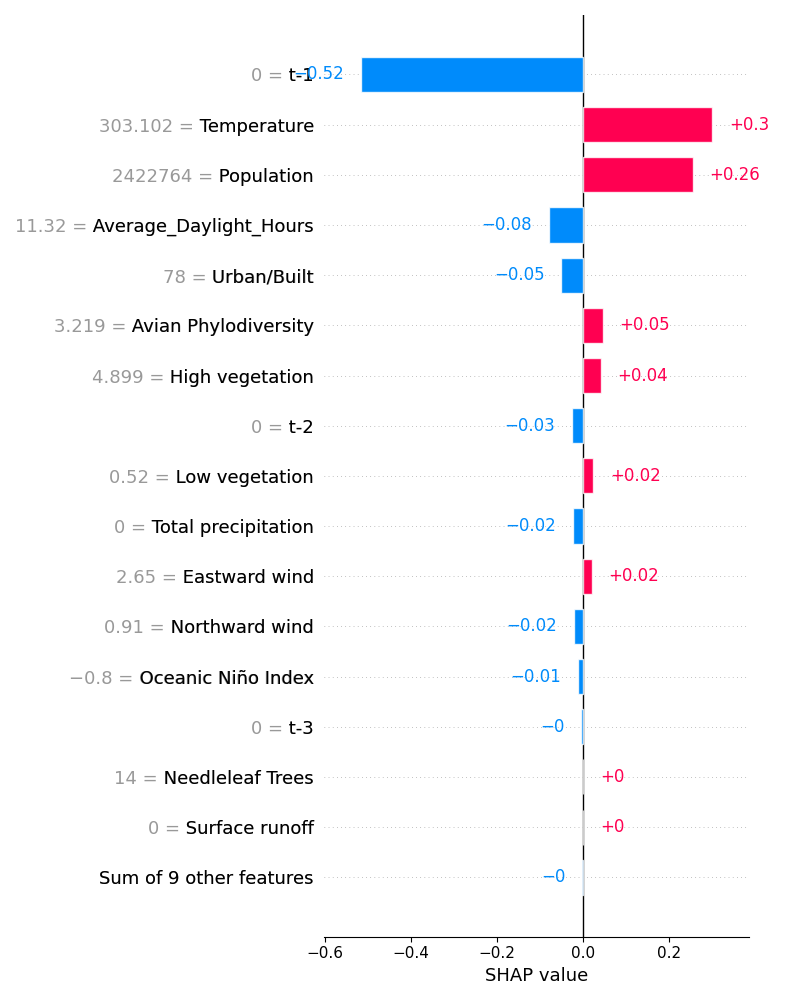 0 = t-1 −0.52
303.102 = Temperature +0.3
2422764 = Population +0.26
11.32 = Average_Daylight_Hours −0.08
78 = Urban/Built −0.05
3.219 = Avian Phylodiversity +0.05
4.899 = High vegetation +0.04
0 = t-2 −0.03
0.52 = Low vegetation +0.02
0 = Total precipitation −0.02
2.65 = Eastward wind +0.02
0.91 = Northward wind −0.02
−0.8 = Oceanic Niño Index −0.01
0 = t-3 −0
14 = Needleleaf Trees +0
0 = Surface runoff +0
Sum of 9 other features −0
−0.6 −0.4 −0.2 0.0 0.2
SHAP value